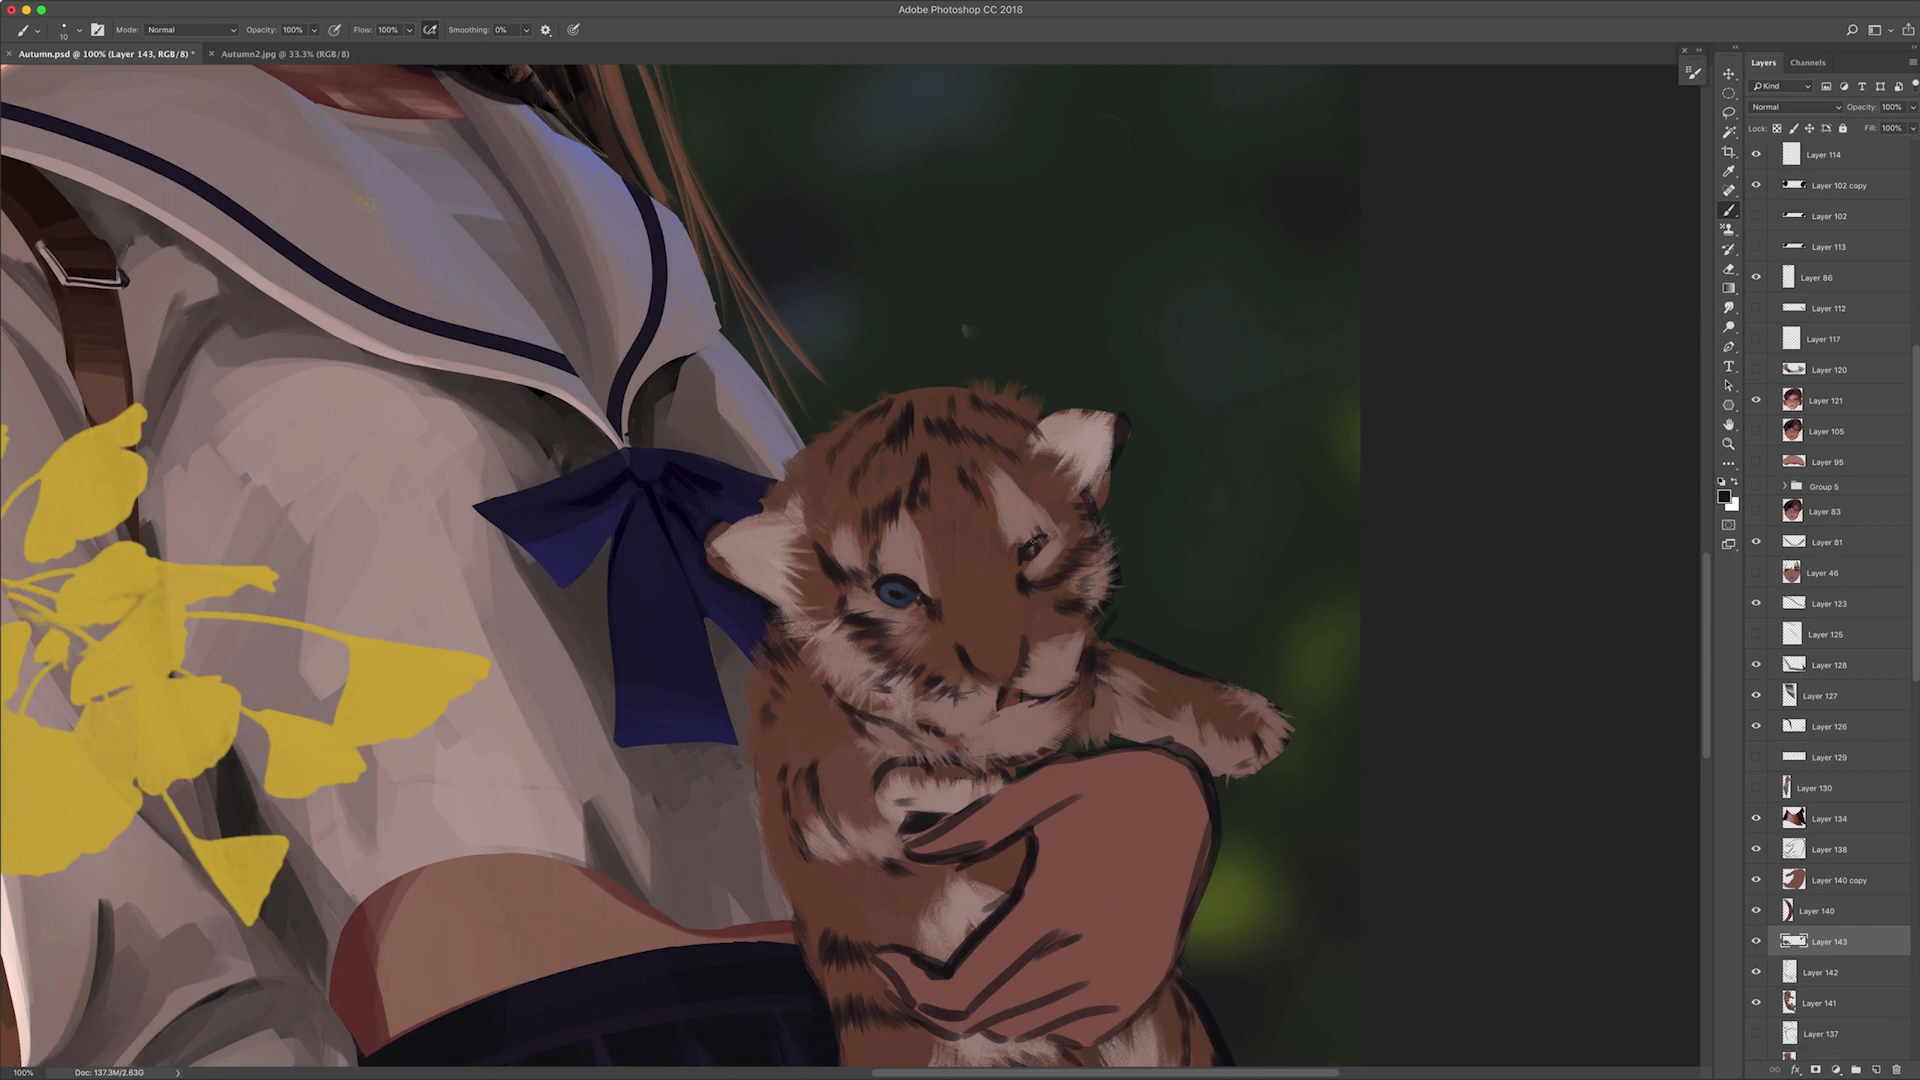 Adobe Photoshop CC 2018
10 Mode: Normal Opacity: 100% Flow: 100% Smoothing: 0%
Autumn.psd @ 100% (Layer 143, RGB/8) * Autumn2.jpg @ 33.3% (RGB/8)
Layers Channels
Kind
Normal Opacity: 100%
Lock: Fill: 100%
Layer 114
Layer 102 copy
Layer 102
Layer 113
Layer 86
Layer 112
Layer 117
Layer 120
Layer 121
Layer 105
Layer 95
Group 5
Layer 83
Layer 81
Layer 46
Layer 123
Layer 125
Layer 128
Layer 127
Layer 126
Layer 129
Layer 130
Layer 134
Layer 138
Layer 140 copy
Layer 140
Layer 143
Layer 142
Layer 141
Layer 137
100% Doc: 137.3M/2.63G